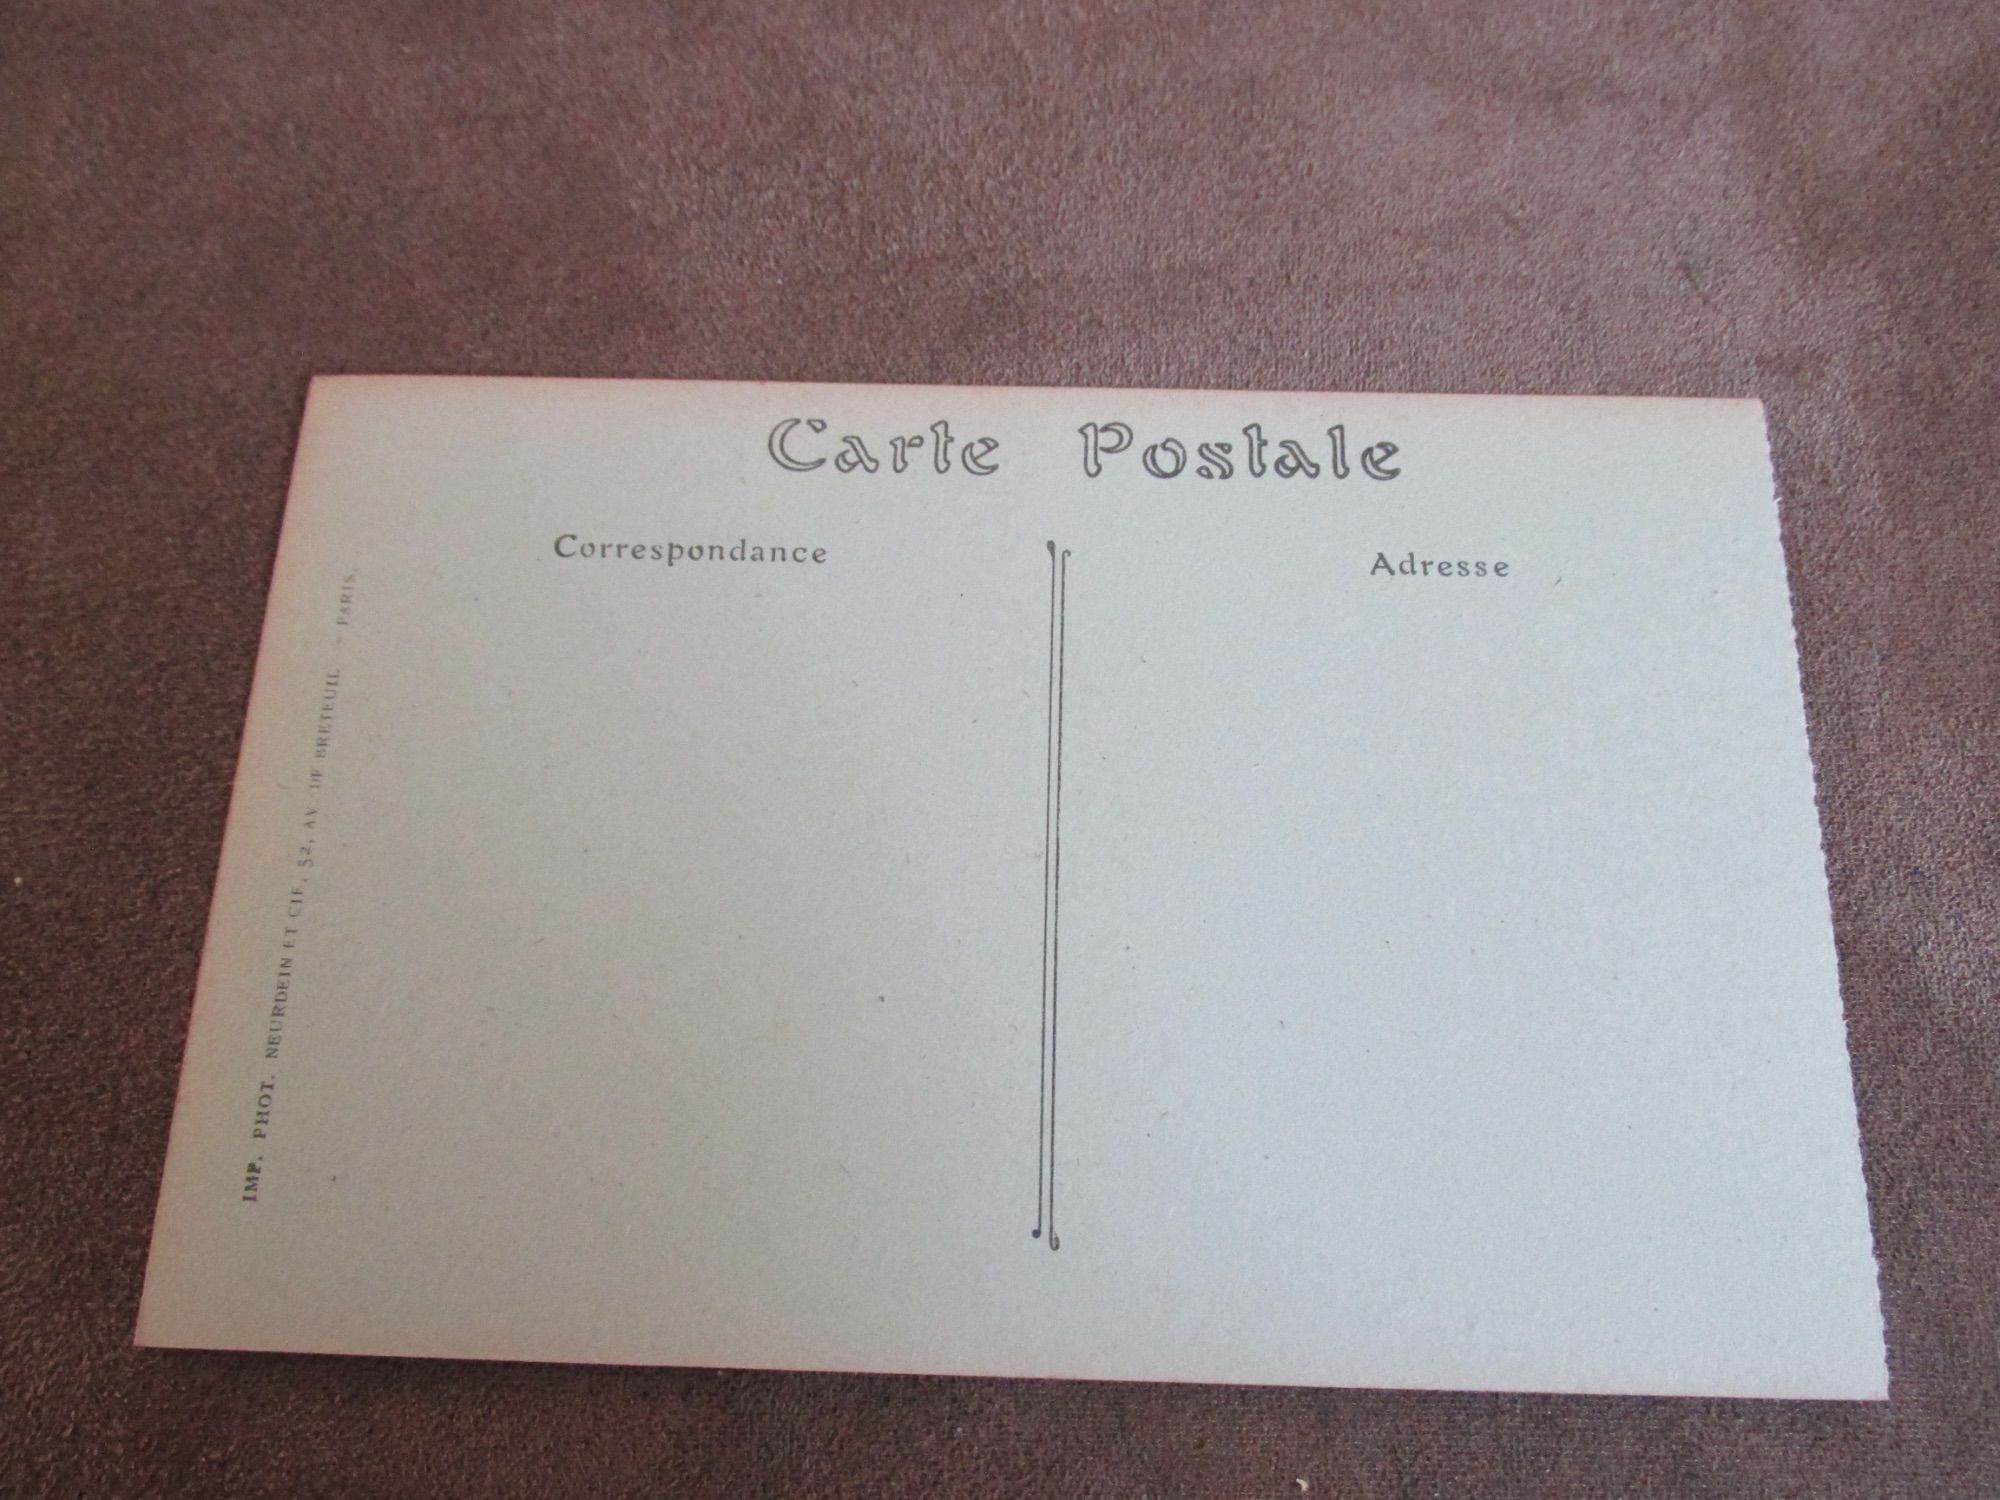 Carte Postale
Correspondance
Adresse
IMP. PHOT. NEURDEIN ET CIE, 52, AV. DE BRETEUIL - PARIS.